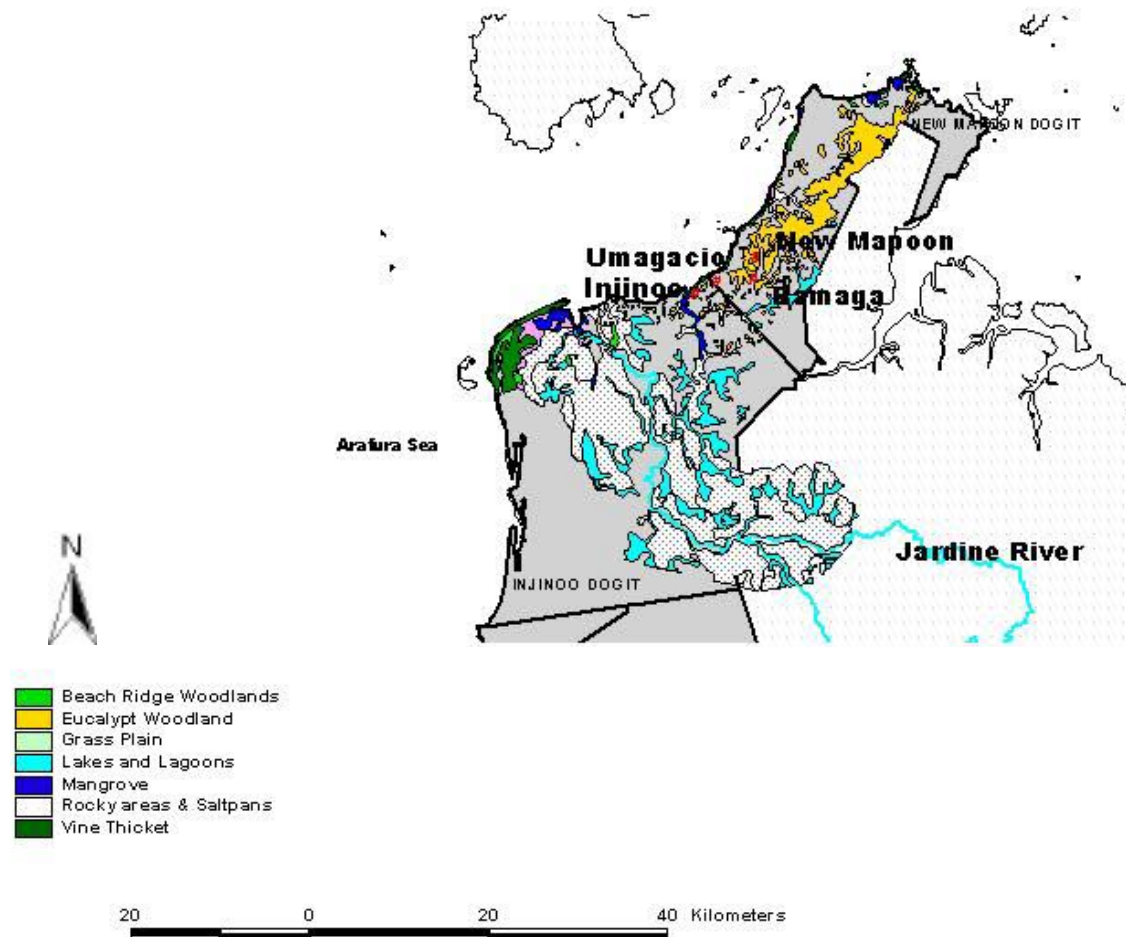 NEW MAPOON DOGIT
New Mapoon
Umagacio
Injinoo
Bamaga
Aratura Sea
Jardine River
INJINOO DOGIT
N
Beach Ridge Woodlands
Eucalypt Woodland
Grass Plain
Lakes and Lagoons
Mangrove
Rocky areas & Saltpans
Vine Thicket
20 0 20 40 Kilometers